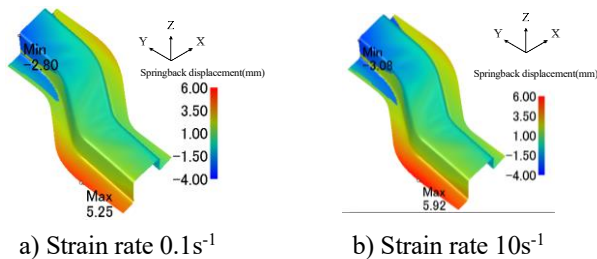 Z
Y
X
Springback displacement(mm)
Min
-2.80
6.00
3.50
1.00
-1.50
-4.00
Max
5.25
a) Strain rate 0.1s⁻¹
Z
Y
X
Springback displacement(mm)
Min
-3.08
6.00
3.50
1.00
-1.50
-4.00
Max
5.92
b) Strain rate 10s⁻¹